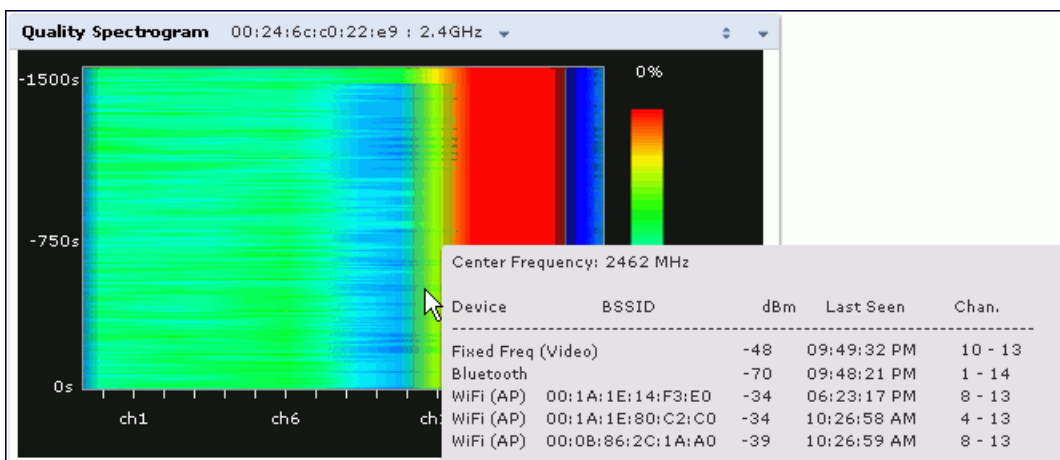 Quality Spectrogram 00:24:6c:c0:22:e9 : 2.4GHz
0%
-1500s
-750s
0s
ch1 ch6 ch
Center Frequency: 2462 MHz
Device BSSID dBm Last Seen Chan.
Fixed Freq (Video) -48 09:49:32 PM 10 - 13
Bluetooth -70 09:48:21 PM 1 - 14
WiFi (AP) 00:1A:1E:14:F3:E0 -34 06:23:17 PM 8 - 13
WiFi (AP) 00:1A:1E:80:C2:C0 -34 10:26:58 AM 4 - 13
WiFi (AP) 00:0B:86:2C:1A:A0 -39 10:26:59 AM 8 - 13